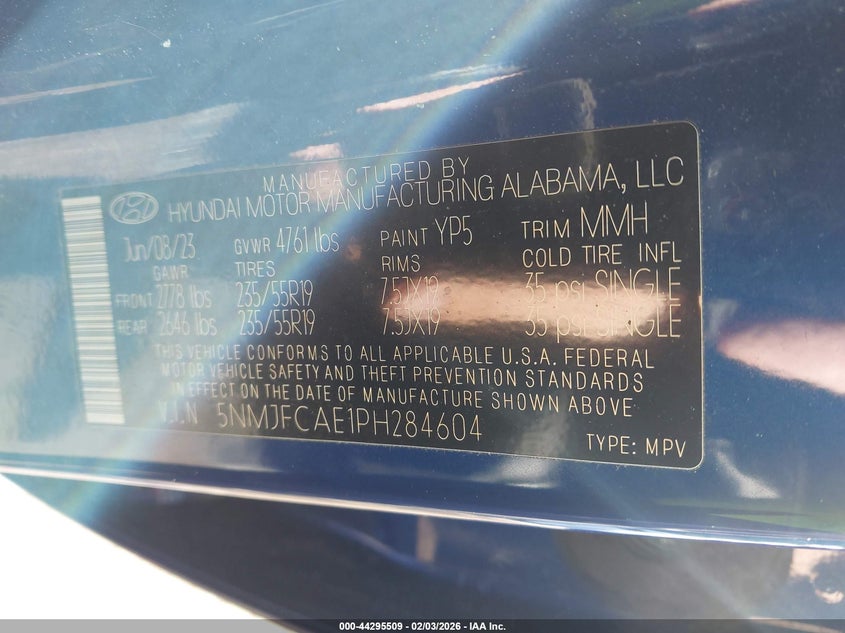 MANUFACTURED BY
HYUNDAI MOTOR MANUFACTURING ALABAMA, LLC
Jun/08/23 GVWR 4761 lbs PAINT YP5 TRIM MMH
GAWR TIRES RIMS COLD TIRE INFL
FRONT 2778 lbs 235/55R19 7.5JX19 35 psi SINGLE
REAR 2646 lbs 235/55R19 7.5JX19 35 psi SINGLE
THIS VEHICLE CONFORMS TO ALL APPLICABLE U.S.A. FEDERAL
MOTOR VEHICLE SAFETY AND THEFT PREVENTION STANDARDS
IN EFFECT ON THE DATE OF MANUFACTURE SHOWN ABOVE
V.I.N 5NMJFCAE1PH284604
TYPE: MPV
000-44295509 - 02/03/2026 - IAA Inc.